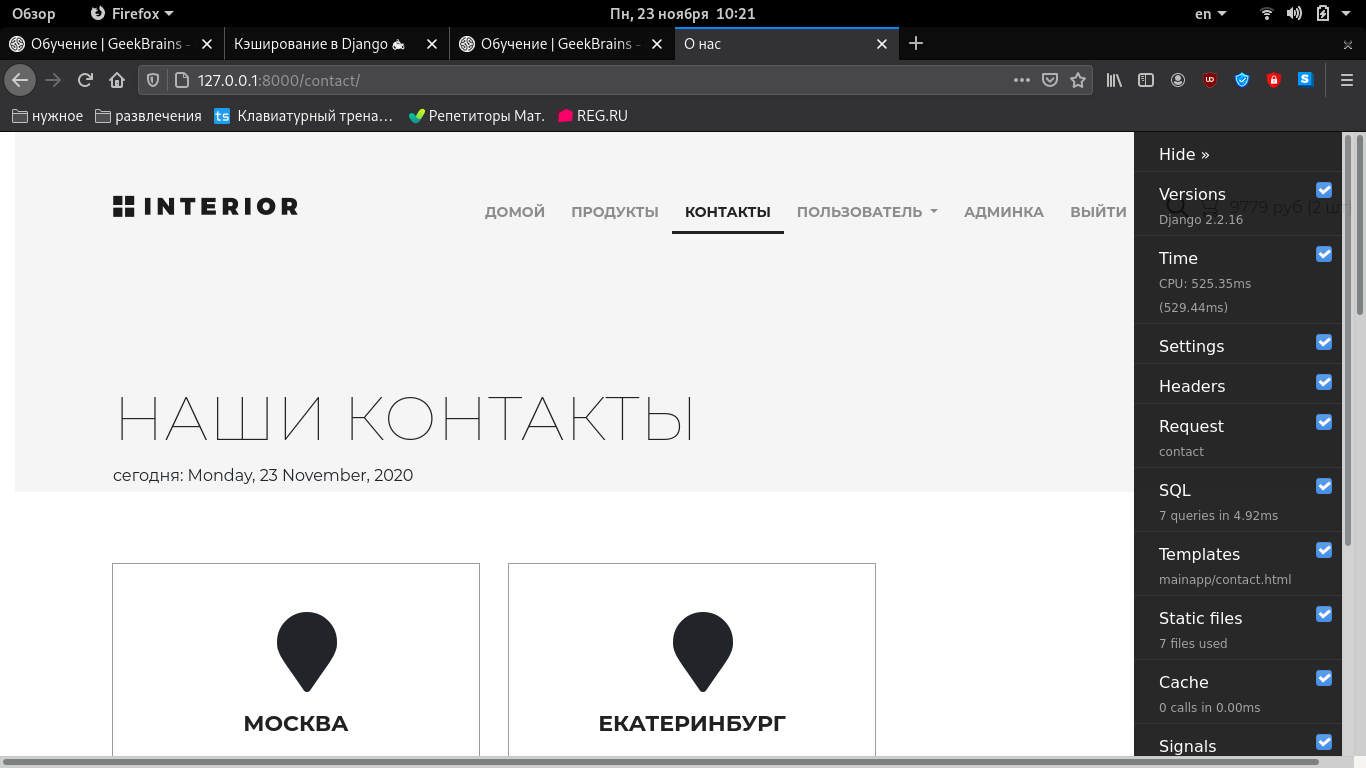 Обзор Firefox Пн, 23 ноября 10:21 en
Обучение | GeekBrains - Кэширование в Django Обучение | GeekBrains - О нас
127.0.0.1:8000/contact/
нужное развлечения ts Клавиатурный трена… Репетиторы Мат. REG.RU
INTERIOR
ДОМОЙ ПРОДУКТЫ КОНТАКТЫ ПОЛЬЗОВАТЕЛЬ АДМИНКА ВЫЙТИ 9779 руб (2 шт)
НАШИ КОНТАКТЫ
сегодня: Monday, 23 November, 2020
МОСКВА ЕКАТЕРИНБУРГ
Hide »
Versions
Django 2.2.16
Time
CPU: 525.35ms
(529.44ms)
Settings
Headers
Request
contact
SQL
7 queries in 4.92ms
Templates
mainapp/contact.html
Static files
7 files used
Cache
0 calls in 0.00ms
Signals